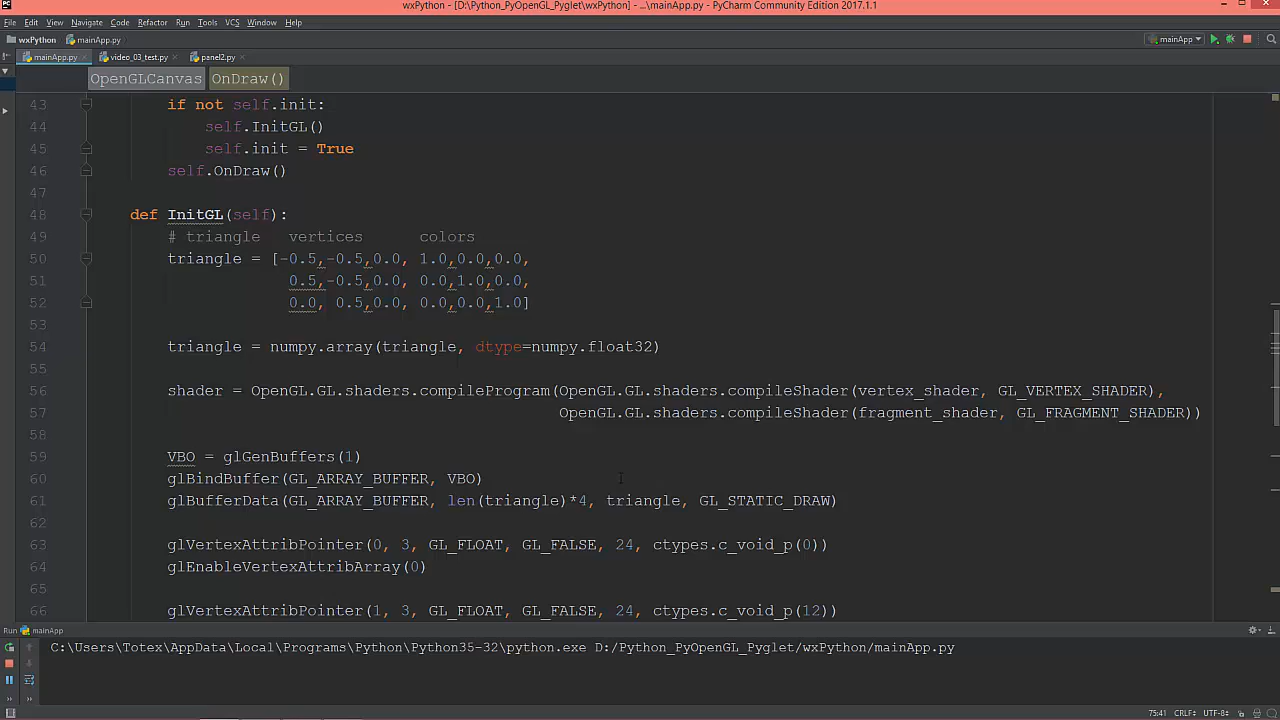 wxPython - [D:\Python_PyOpenGL_Pyglet\wxPython] - ...\mainApp.py - PyCharm Community Edition 2017.1.1
File Edit View Navigate Code Refactor Run Tools VCS Window Help
wxPython mainApp.py mainApp
mainApp.py video_03_test.py panel2.py
OpenGLCanvas OnDraw()
43 if not self.init:
44 self.InitGL()
45 self.init = True
46 self.OnDraw()
47
48 def InitGL(self):
49 # triangle vertices colors
50 triangle = [-0.5,-0.5,0.0, 1.0,0.0,0.0,
51 0.5,-0.5,0.0, 0.0,1.0,0.0,
52 0.0, 0.5,0.0, 0.0,0.0,1.0]
53
54 triangle = numpy.array(triangle, dtype=numpy.float32)
55
56 shader = OpenGL.GL.shaders.compileProgram(OpenGL.GL.shaders.compileShader(vertex_shader, GL_VERTEX_SHADER),
57 OpenGL.GL.shaders.compileShader(fragment_shader, GL_FRAGMENT_SHADER))
58
59 VBO = glGenBuffers(1)
60 glBindBuffer(GL_ARRAY_BUFFER, VBO)
61 glBufferData(GL_ARRAY_BUFFER, len(triangle)*4, triangle, GL_STATIC_DRAW)
62
63 glVertexAttribPointer(0, 3, GL_FLOAT, GL_FALSE, 24, ctypes.c_void_p(0))
64 glEnableVertexAttribArray(0)
65
66 glVertexAttribPointer(1, 3, GL_FLOAT, GL_FALSE, 24, ctypes.c_void_p(12))
Run mainApp
C:\Users\Totex\AppData\Local\Programs\Python\Python35-32\python.exe D:/Python_PyOpenGL_Pyglet/wxPython/mainApp.py
75:41 CRLF÷ UTF-8÷